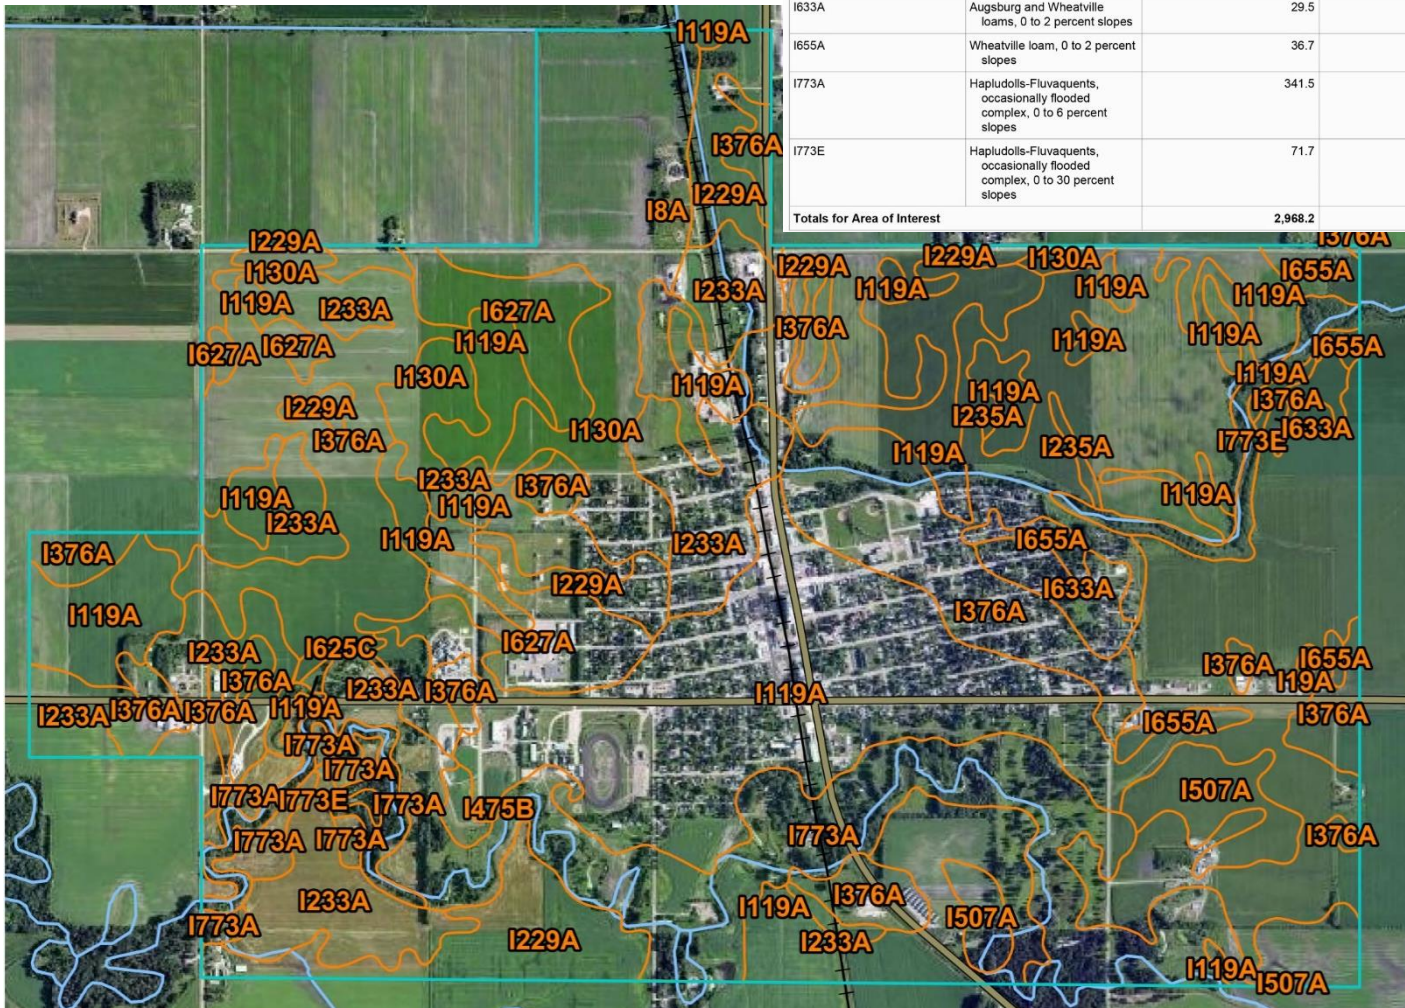 I633A Augsburg and Wheatville 29.5
loams, 0 to 2 percent slopes
I655A Wheatville loam, 0 to 2 percent 36.7
slopes
I773A Hapludolls-Fluvaquents, 341.5
occasionally flooded
complex, 0 to 6 percent
slopes
I773E Hapludolls-Fluvaquents, 71.7
occasionally flooded
complex, 0 to 30 percent
slopes
Totals for Area of Interest 2,968.2
I119A
I376A
I229A
I8A
I376A
I229A
I229A
I130A
I229A
I130A
I655A
I119A
I233A
I119A
I233A
I627A
I119A
I119A
I376A
I119A
I627A
I627A
I119A
I119A
I119A
I655A
I130A
I119A
I119A
I119A
I229A
I376A
I235A
I376A
I130A
I235A
I119A
I773E
I633A
I233A
I376A
I119A
I119A
I119A
I233A
I119A
I376A
I233A
I655A
I229A
I633A
I119A
I376A
I233A
I625C
I627A
I376A
I655A
I376A
I233A
I376A
I119A
I19A
I233A
I376A
I376A
I119A
I376A
I655A
I773A
I773A
I773A
I773E
I773A
I475B
I507A
I773A
I773A
I773A
I376A
I233A
I119A
I376A
I507A
I773A
I229A
I233A
I119A
I507A